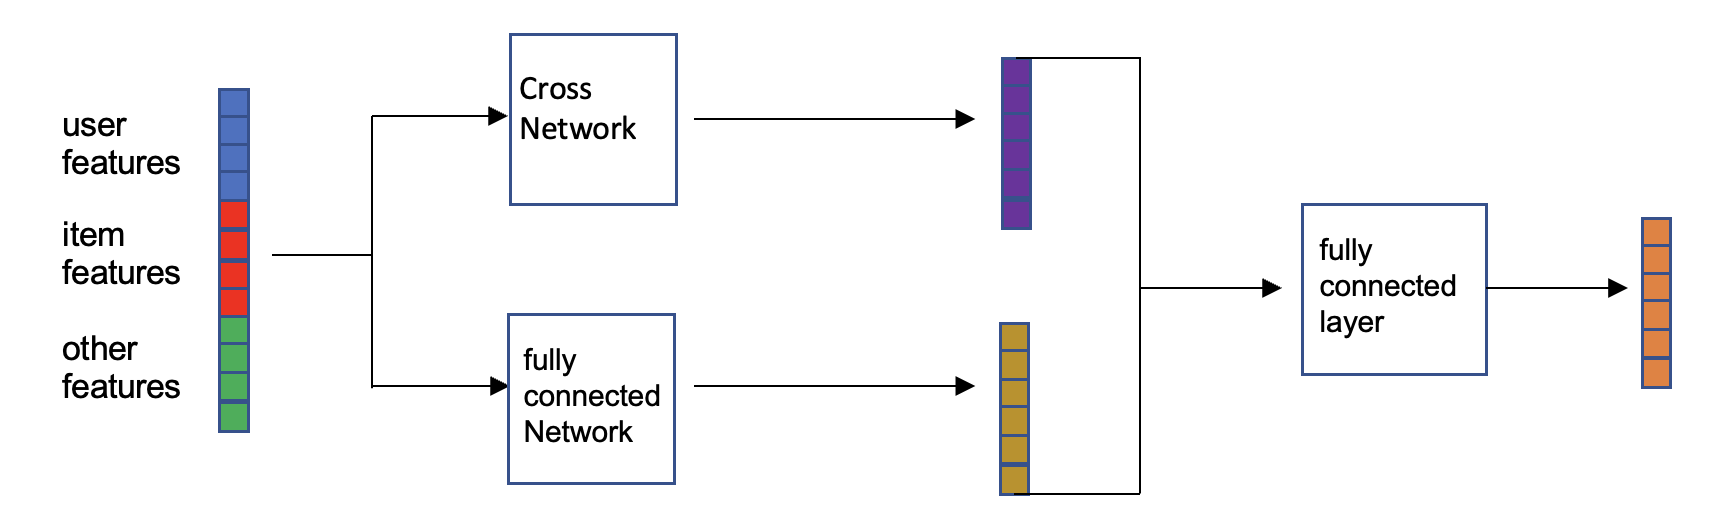 user
features
item
features
other
features
Cross
Network
fully
connected
Network
fully
connected
layer